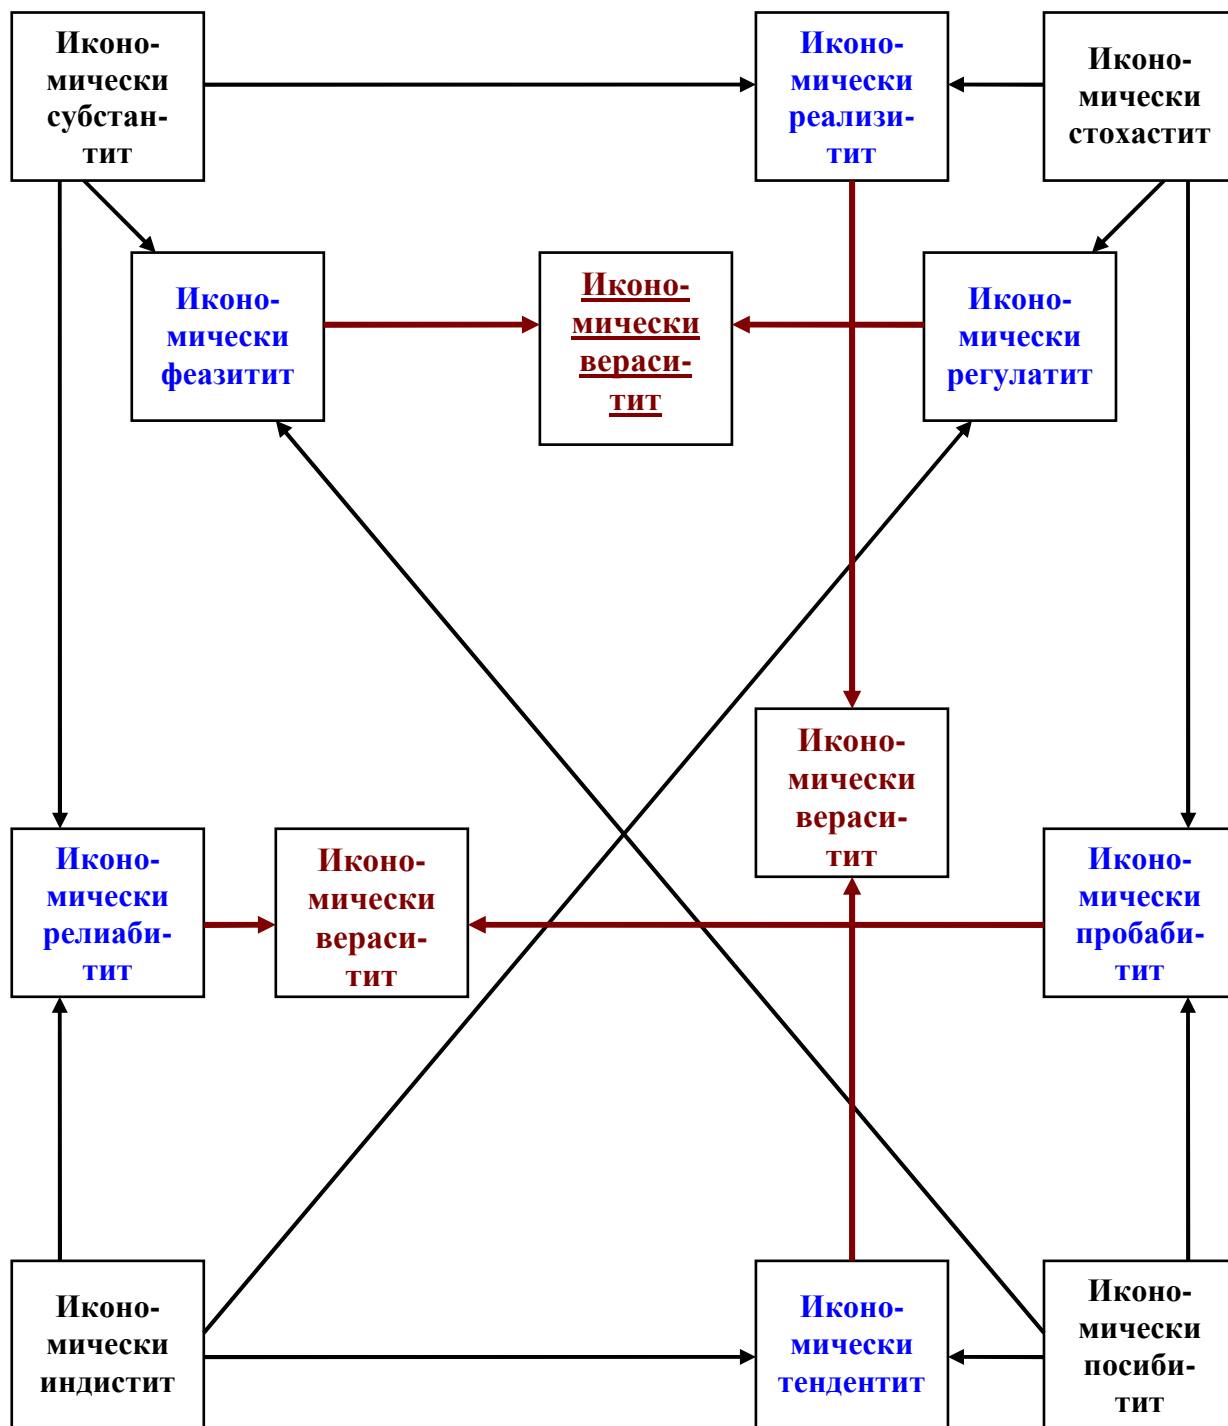 Иконо-
мически
субстан-
тит
Иконо-
мически
реализи-
тит
Иконо-
мически
стохастит
Иконо-
мически
феазитит
Иконо-
мически
вераси-
тит
Иконо-
мически
регулатит
Иконо-
мически
вераси-
тит
Иконо-
мически
релиаби-
тит
Иконо-
мически
вераси-
тит
Иконо-
мически
пробаби-
тит
Иконо-
мически
индистит
Иконо-
мически
тендентит
Иконо-
мически
посиби-
тит